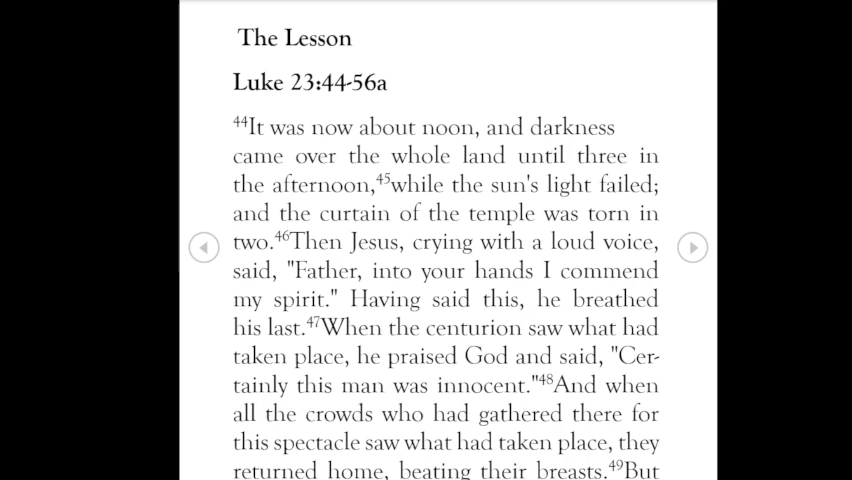 The Lesson
Luke 23:44-56a
⁴⁴It was now about noon, and darkness
came over the whole land until three in
the afternoon,⁴⁵while the sun's light failed;
and the curtain of the temple was torn in
two.⁴⁶Then Jesus, crying with a loud voice,
said, "Father, into your hands I commend
my spirit." Having said this, he breathed
his last.⁴⁷When the centurion saw what had
taken place, he praised God and said, "Cer-
tainly this man was innocent."⁴⁸And when
all the crowds who had gathered there for
this spectacle saw what had taken place, they
returned home, beating their breasts.⁴⁹But